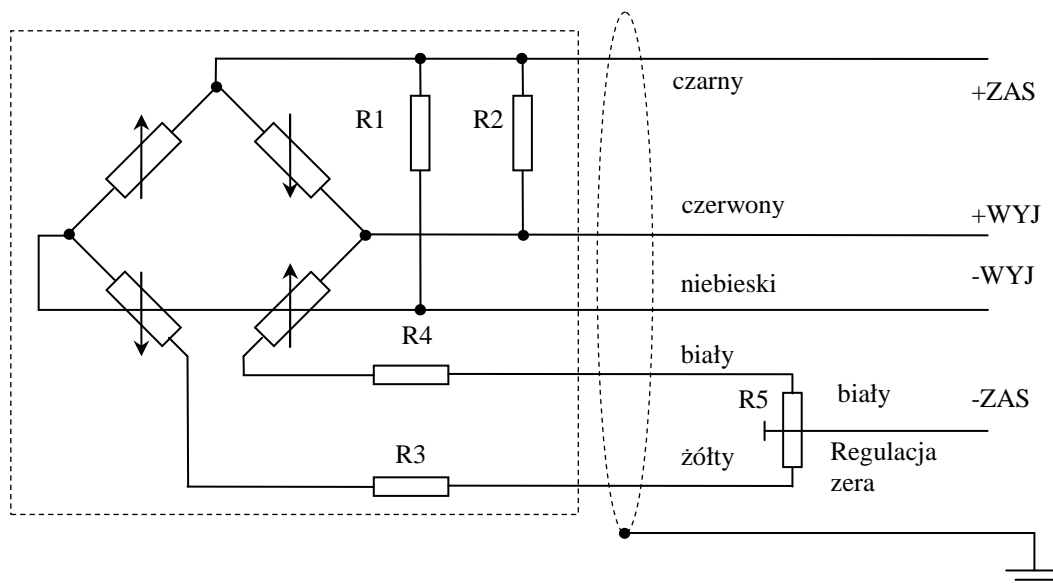 czarny
+ZAS
R1
R2
czerwony
+WYJ
-WYJ
niebieski
R4
biały
R5
biały
-ZAS
R3
żółty
Regulacja
zera